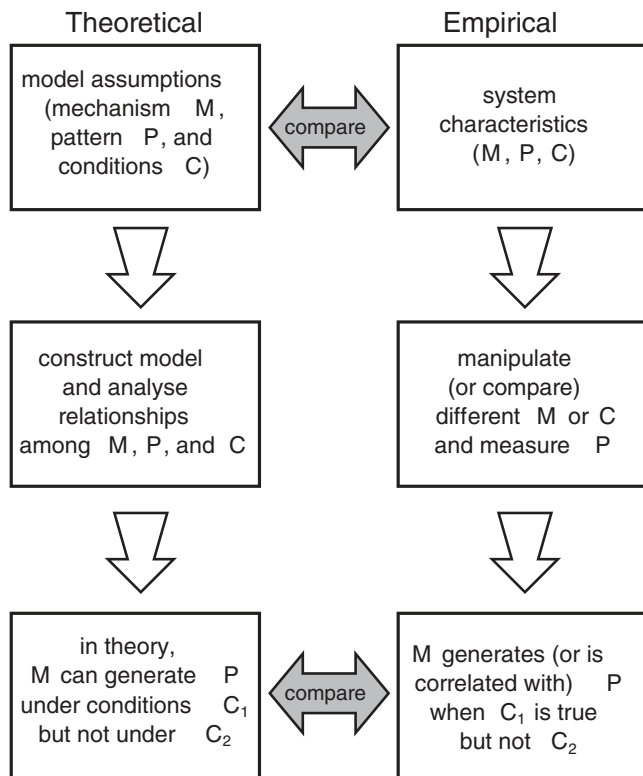 Theoretical
Empirical
model assumptions
(mechanism M,
pattern P, and
conditions C)
compare
system
characteristics
(M, P, C)
construct model
and analyse
relationships
among M, P, and C
manipulate
(or compare)
different M or C
and measure P
in theory,
M can generate P
under conditions C₁
but not under C₂
compare
M generates (or is
correlated with) P
when C₁ is true
but not C₂